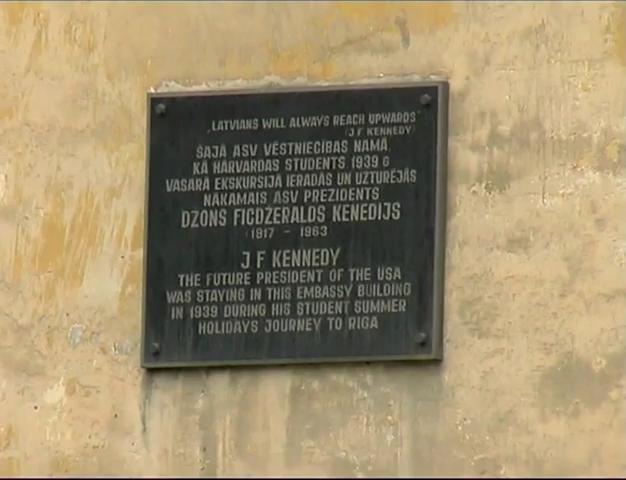 „LATVIANS WILL ALWAYS REACH UPWARDS”
(J F KENNEDY)
ŠAJĀ ASV VĒSTNIECĪBAS NAMĀ,
KĀ HĀRVARDAS STUDENTS 1939 G
VASARĀ EKSKURSIJĀ IERADĀS UN UZTURĒJĀS
NĀKAMAIS ASV PREZIDENTS
DŽONS FICDŽERALDS KENEDIJS
1917 - 1963
J F KENNEDY
THE FUTURE PRESIDENT OF THE USA
WAS STAYING IN THIS EMBASSY BUILDING
IN 1939 DURING HIS STUDENT SUMMER
HOLIDAYS JOURNEY TO RIGA